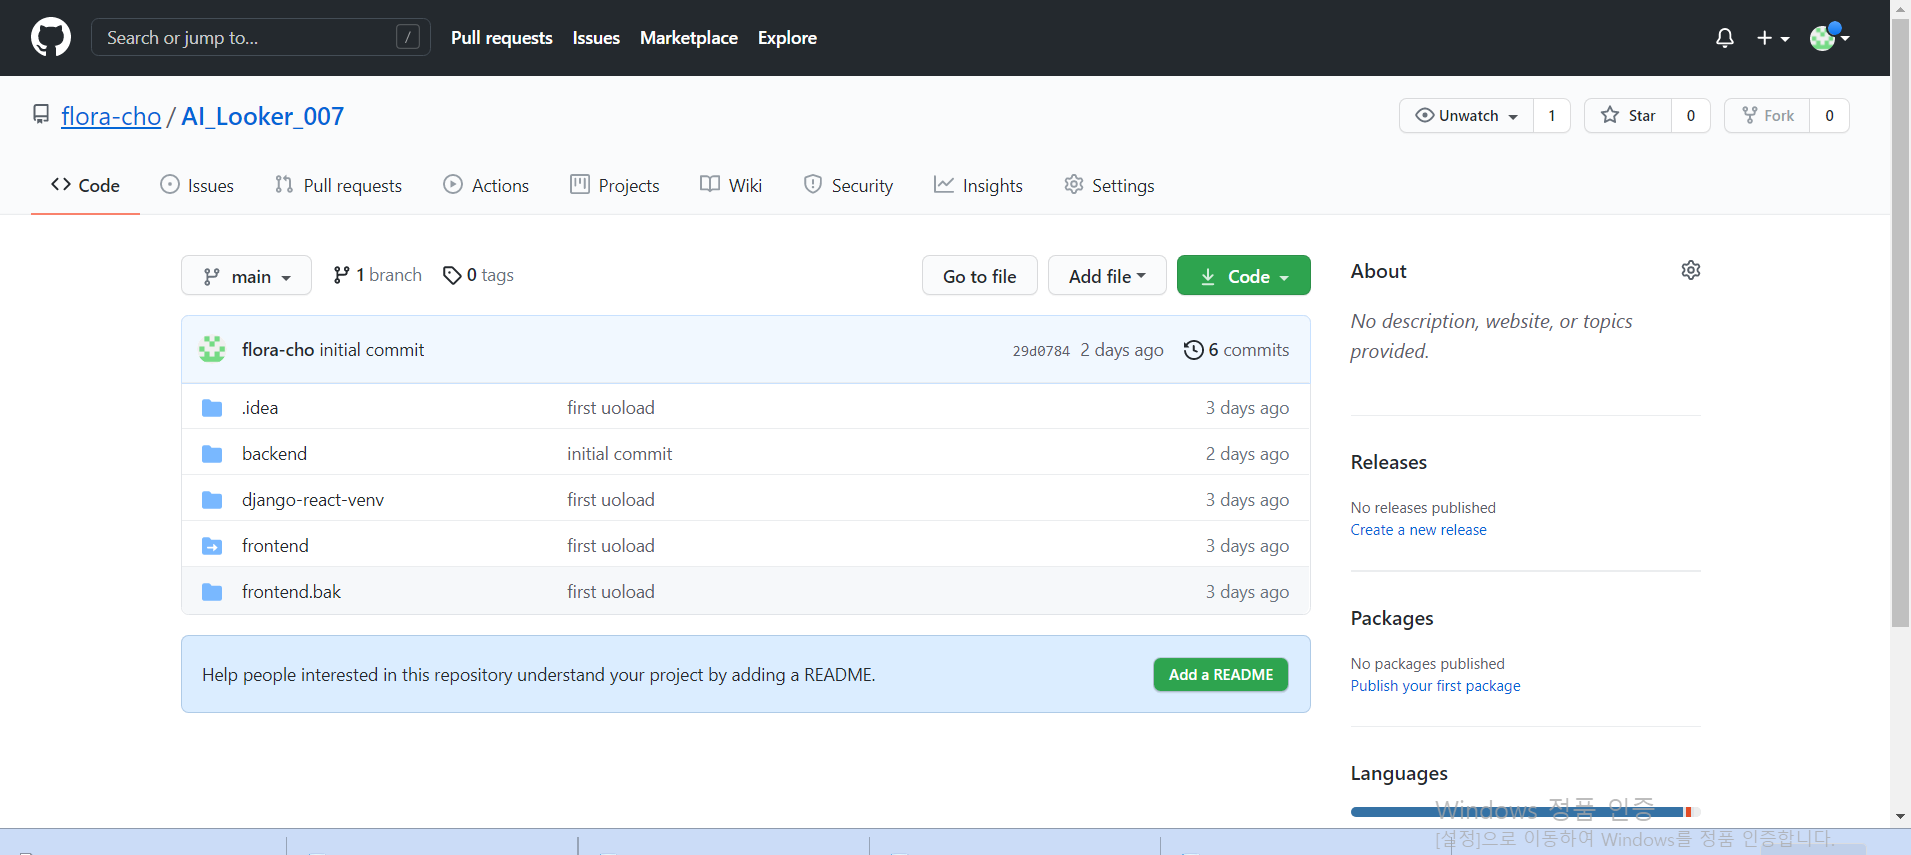 Search or jump to... /
Pull requests Issues Marketplace Explore
flora-cho / AI_Looker_007
Unwatch 1 Star 0 Fork 0
Code Issues Pull requests Actions Projects Wiki Security Insights Settings
main 1 branch 0 tags Go to file Add file Code
flora-cho initial commit 29d0784 2 days ago 6 commits
.idea first uoload 3 days ago
backend initial commit 2 days ago
django-react-venv first uoload 3 days ago
frontend first uoload 3 days ago
frontend.bak first uoload 3 days ago
Help people interested in this repository understand your project by adding a README. Add a README
About
No description, website, or topics
provided.
Releases
No releases published
Create a new release
Packages
No packages published
Publish your first package
Languages
Windows 정품 인증
[설정]으로 이동하여 Windows를 정품 인증합니다.